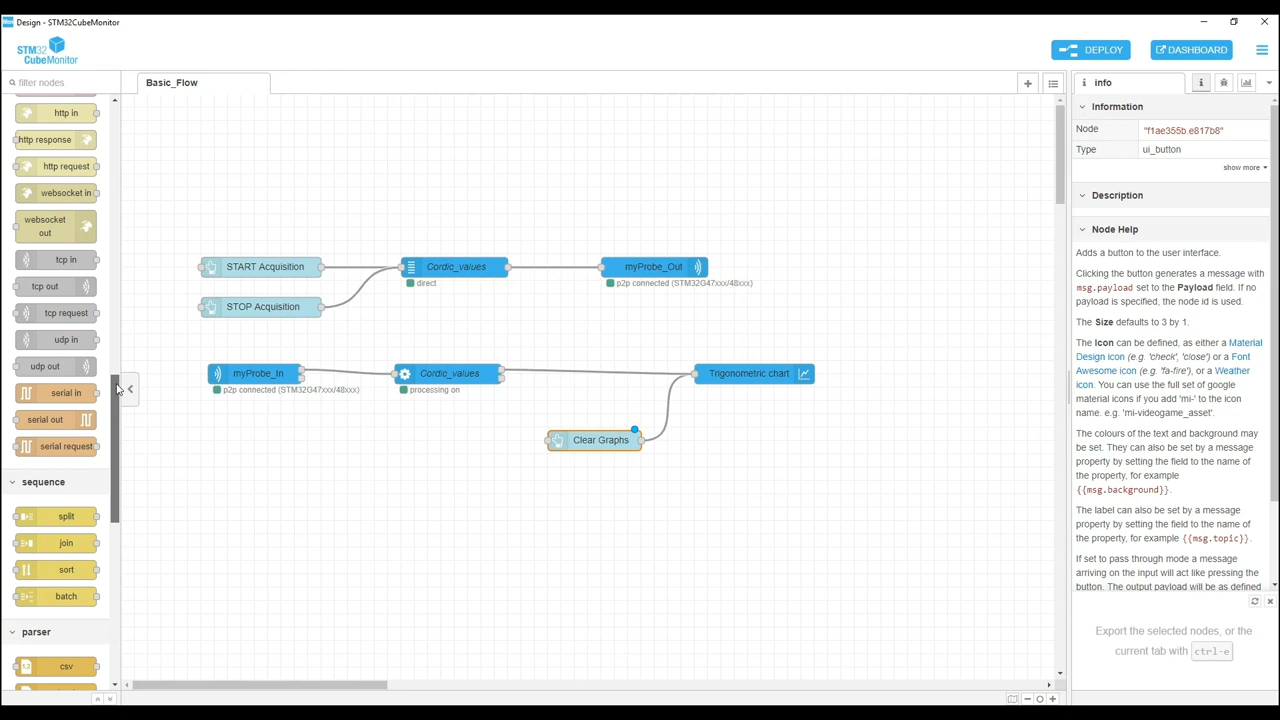 Design - STM32CubeMonitor
STM32
CubeMonitor
DEPLOY
DASHBOARD
filter nodes
Basic_Flow
info
http in
http response
http request
websocket in
websocket
out
tcp in
tcp out
tcp request
udp in
udp out
serial in
serial out
serial request
sequence
split
join
sort
batch
parser
csv
START Acquisition
Cordic_values
myProbe_Out
direct
p2p connected (STM32G47xxx/48xxx)
STOP Acquisition
myProbe_In
Cordic_values
Trigonometric chart
p2p connected (STM32G47xxx/48xxx)
processing on
Clear Graphs
Information
Node
"f1ae355b.e817b8"
Type
ui_button
show more
Description
Node Help
Adds a button to the user interface.
Clicking the button generates a message with
msg.payload set to the Payload field. If no
payload is specified, the node id is used.
The Size defaults to 3 by 1.
The Icon can be defined, as either a Material
Design icon (e.g. 'check', 'close') or a Font
Awesome icon (e.g. 'fa-fire'), or a Weather
icon. You can use the full set of google
material icons if you add 'mi-' to the icon
name. e.g. 'mi-videogame_asset'.
The colours of the text and background may
be set. They can also be set by a message
property by setting the field to the name of
the property, for example
{{msg.background}}.
The label can also be set by a message
property by setting the field to the name of
the property, for example {{msg.topic}}.
If set to pass through mode a message
arriving on the input will act like pressing the
button. The output payload will be as defined
Export the selected nodes, or the
current tab with ctrl-e